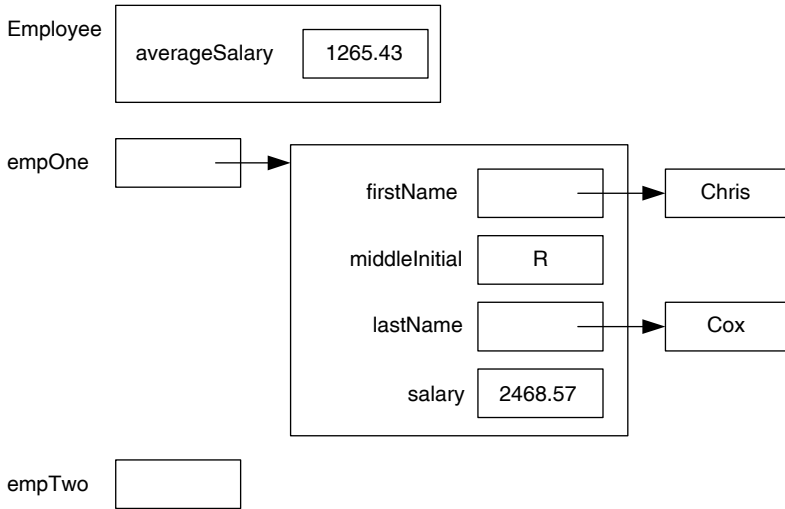 Employee
averageSalary 1265.43
empOne
firstName Chris
middleInitial R
lastName Cox
salary 2468.57
empTwo